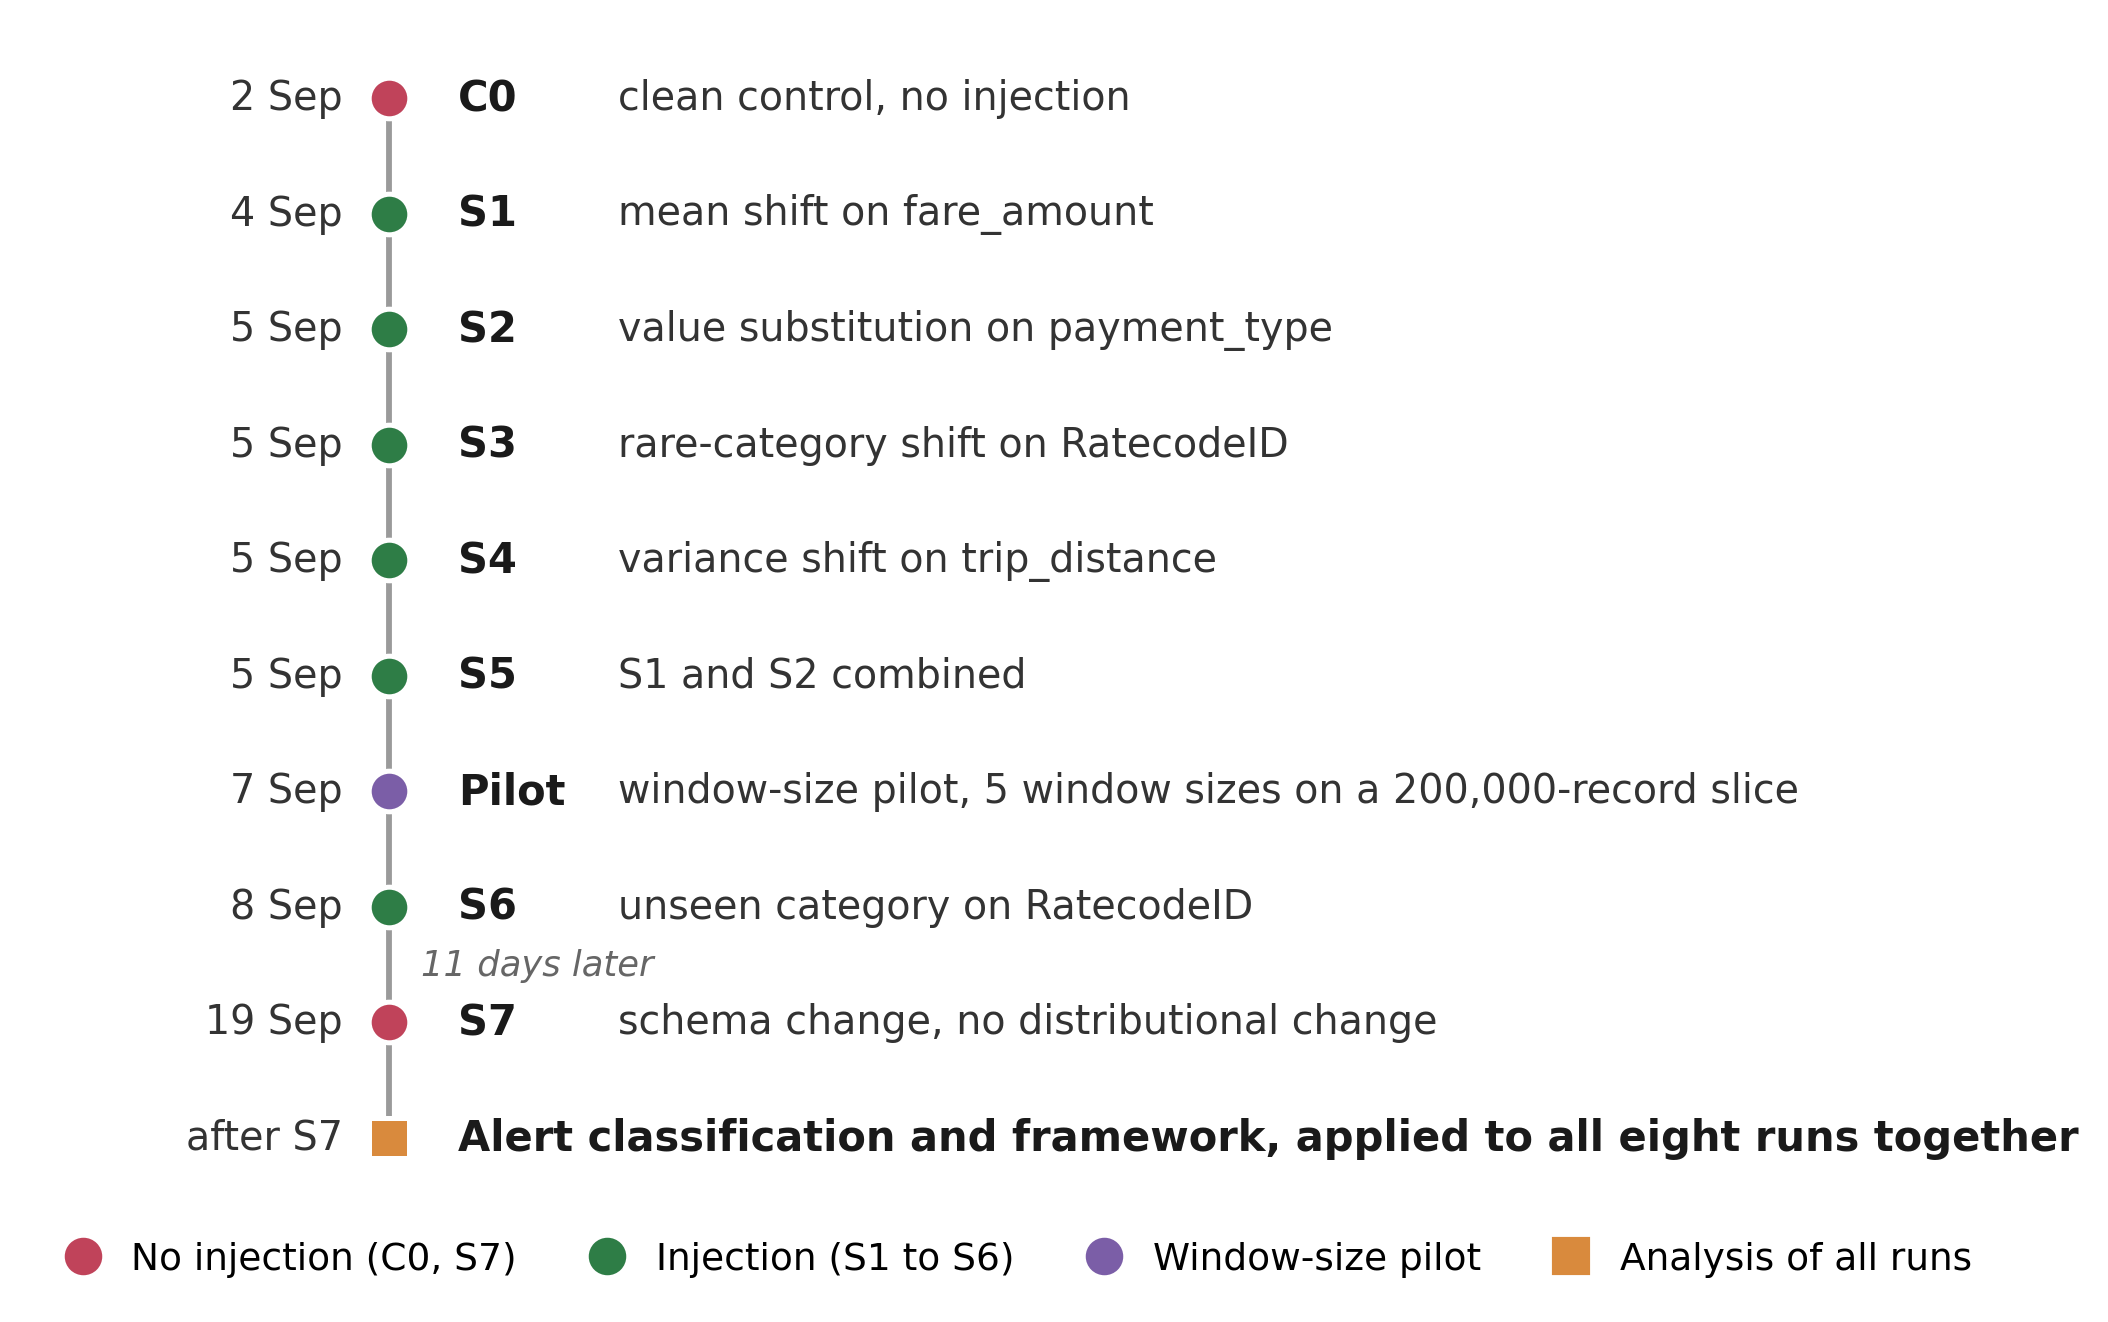 2 Sep C0 clean control, no injection
4 Sep S1 mean shift on fare_amount
5 Sep S2 value substitution on payment_type
5 Sep S3 rare-category shift on RatecodeID
5 Sep S4 variance shift on trip_distance
5 Sep S5 S1 and S2 combined
7 Sep Pilot window-size pilot, 5 window sizes on a 200,000-record slice
8 Sep S6 unseen category on RatecodeID
11 days later
19 Sep S7 schema change, no distributional change
after S7 Alert classification and framework, applied to all eight runs together
No injection (C0, S7) Injection (S1 to S6) Window-size pilot Analysis of all runs